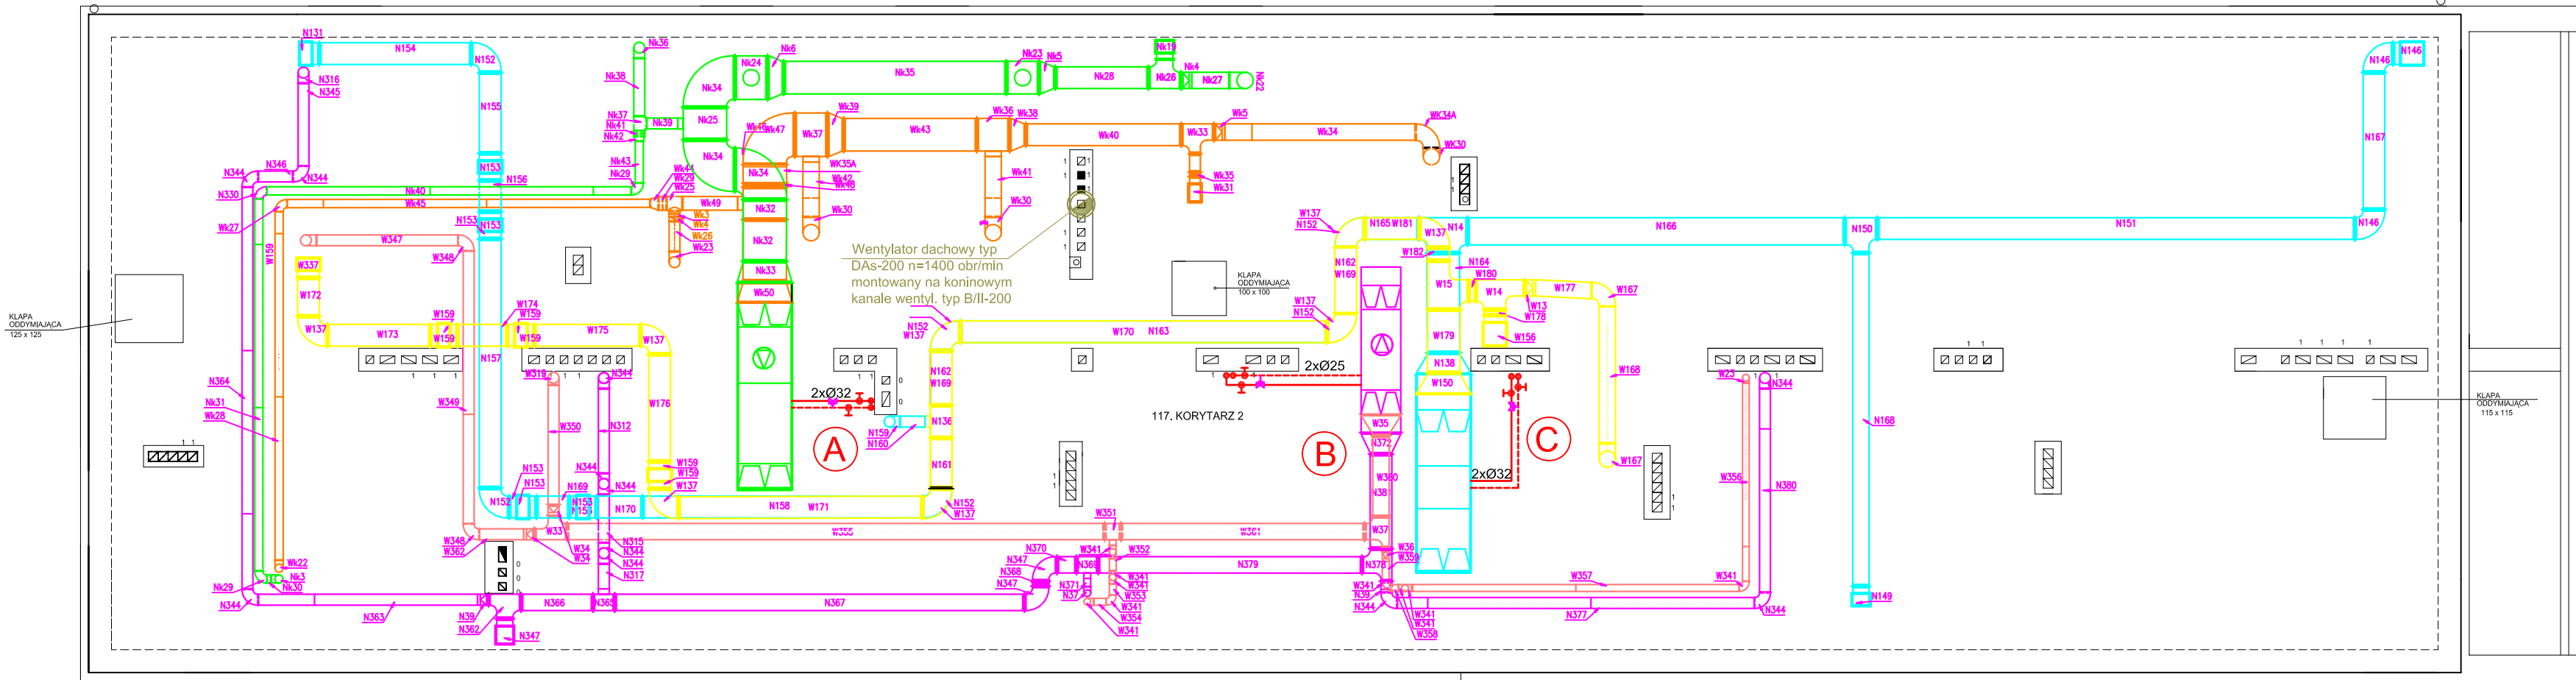 N131
N154
N152
N316
N345
N155
Nk36
Nk38
Nk37
Nk41
Nk42
Nk39
Nk43
Nk29
Nk24
Nk6
Nk34
Nk25
Nk34
Nk35
Nk23
Nk5
Nk28
Nk19
Nk4
Nk26
Nk27
Nk22
N146
N146
N167
Wk47
Wk37
Wk39
Wk43
Wk36
Wk38
Wk40
Wk33
Wk5
Wk34
WK34A
WK30
N346
N344
N344
N330
N153
N156
Nk40
Wk45
Wk27
W159
Wk44
Wk29
Wk25
Wk49
Nk34
WK35A
Wk42
Wk48
Nk32
Wk30
Wk41
Wk30
Wk35
Wk31
N153
N153
W347
W348
Wk3
Wk4
Wk26
Wk23
Nk32
Nk33
Wk50
Wentylator dachowy typ
DAs-200 n=1400 obr/min
montowany na koninowym
kanale wentyl. typ B/II-200
W137
N152
N165
W181
W137
N14
W182
N166
N150
N151
N146
N162
W169
N164
W180
W15
W14
W177
W167
W13
W178
W156
W179
KLAPA
ODDYMIAJĄCA
100 x 100
KLAPA
ODDYMIAJĄCA
125 x 125
W337
W172
W137
W173
W159
W159
W174
W159
W159
W175
W137
N157
N152
W137
W170
N163
W137
N152
N138
W150
W168
N162
W169
2xØ32
2xØ25
117. KORYTARZ 2
N364
Nk31
Wk28
W349
W319
W350
N344
N312
W176
N159
N160
N136
N161
A
B
C
W35
N372
W360
2xØ32
W167
W23
N344
W356
N380
N168
KLAPA
ODDYMIAJĄCA
115 x 115
N344
N344
W159
W159
W137
N152
N153
N153
N169
N153
N170
N158
W171
N152
W137
W348
W362
W33
W34
W34
W355
N315
N344
N344
N317
W351
W361
W37
W36
W359
W341
W352
N370
N347
N368
N347
N369
N371
N37
W341
W341
W353
W341
W354
W341
N379
N378
W341
N39
N344
W341
W341
W358
W357
W341
N377
N344
N149
Wk22
Nk3
Nk30
Nk29
N344
N363
N39
N362
N347
N366
N365
N367